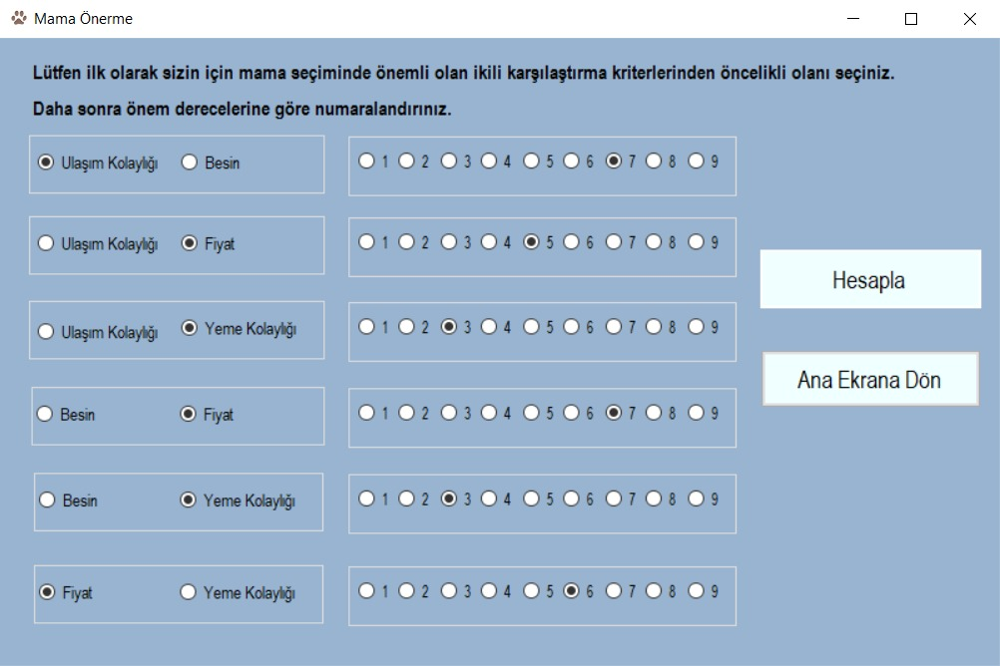 Mama Önerme
Lütfen ilk olarak sizin için mama seçiminde önemli olan ikili karşılaştırma kriterlerinden öncelikli olanı seçiniz.
Daha sonra önem derecelerine göre numaralandırınız.
Ulaşım Kolaylığı Besin 1 2 3 4 5 6 7 8 9
Ulaşım Kolaylığı Fiyat 1 2 3 4 5 6 7 8 9
Hesapla
Ulaşım Kolaylığı Yeme Kolaylığı 1 2 3 4 5 6 7 8 9
Ana Ekrana Dön
Besin Fiyat 1 2 3 4 5 6 7 8 9
Besin Yeme Kolaylığı 1 2 3 4 5 6 7 8 9
Fiyat Yeme Kolaylığı 1 2 3 4 5 6 7 8 9